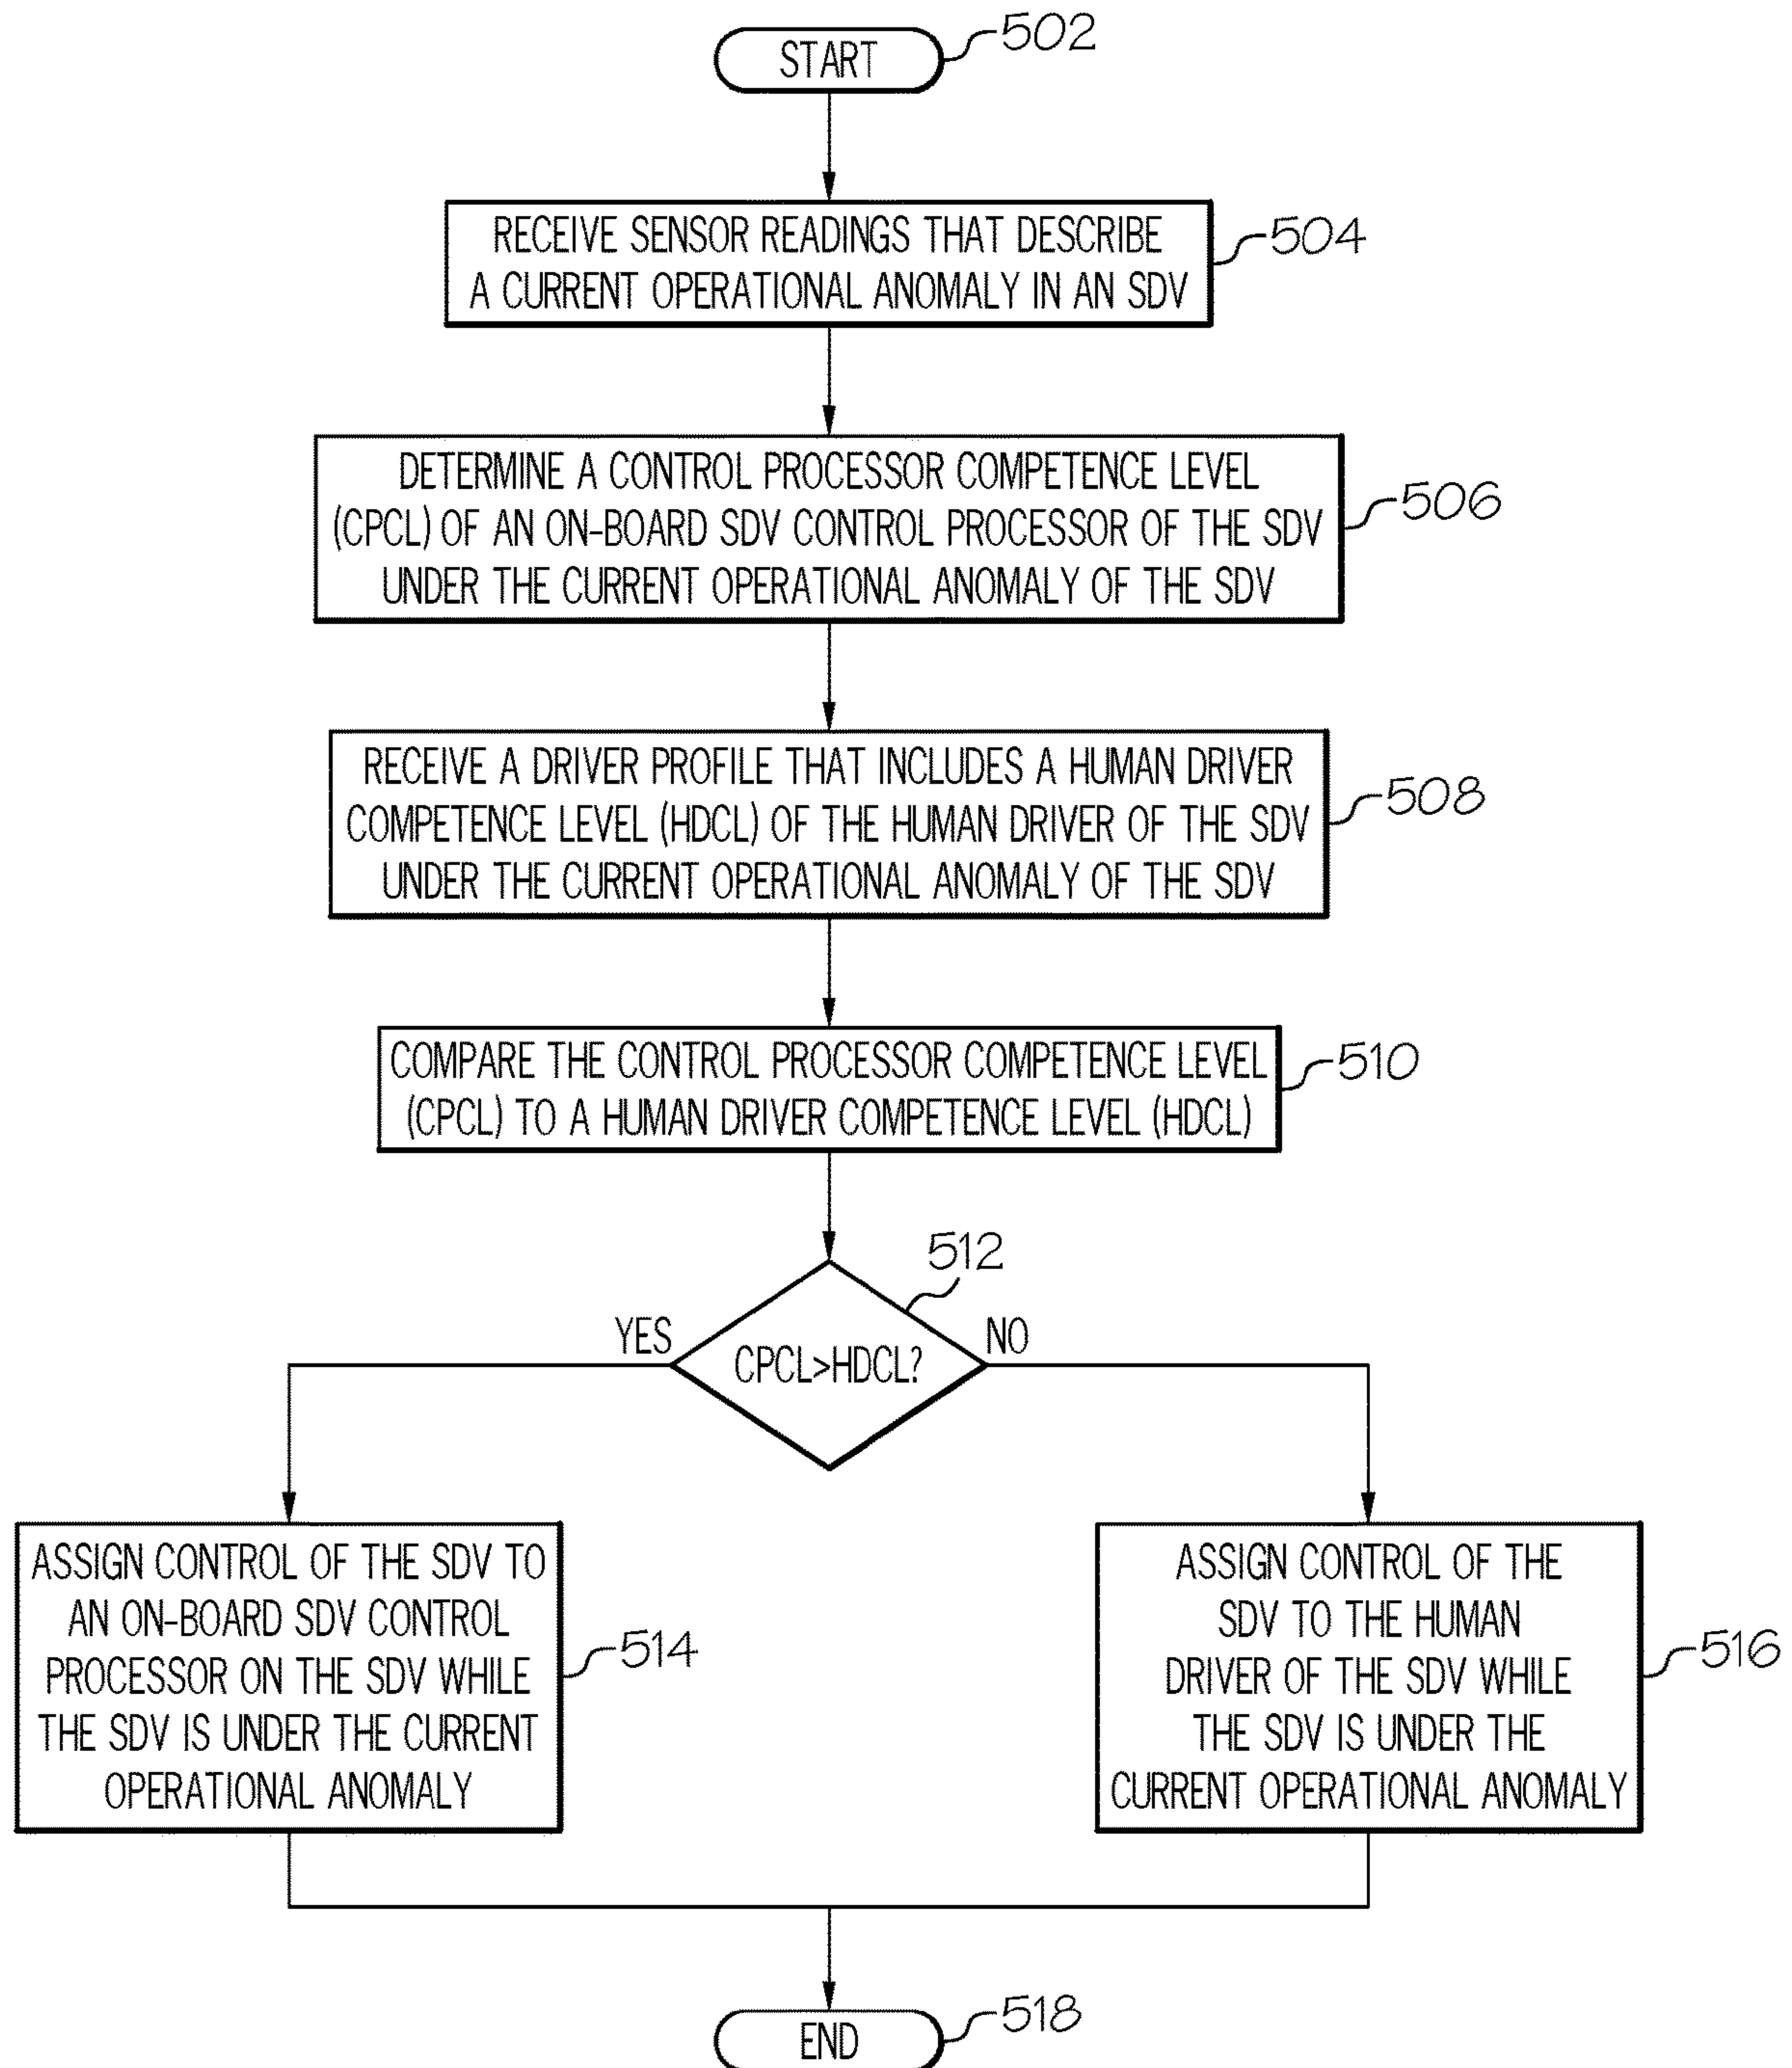 START
502
RECEIVE SENSOR READINGS THAT DESCRIBE
A CURRENT OPERATIONAL ANOMALY IN AN SDV
504
DETERMINE A CONTROL PROCESSOR COMPETENCE LEVEL
(CPCL) OF AN ON-BOARD SDV CONTROL PROCESSOR OF THE SDV
UNDER THE CURRENT OPERATIONAL ANOMALY OF THE SDV
506
RECEIVE A DRIVER PROFILE THAT INCLUDES A HUMAN DRIVER
COMPETENCE LEVEL (HDCL) OF THE HUMAN DRIVER OF THE SDV
UNDER THE CURRENT OPERATIONAL ANOMALY OF THE SDV
508
COMPARE THE CONTROL PROCESSOR COMPETENCE LEVEL
(CPCL) TO A HUMAN DRIVER COMPETENCE LEVEL (HDCL)
510
512
YES
CPCL>HDCL?
NO
ASSIGN CONTROL OF THE SDV TO
AN ON-BOARD SDV CONTROL
PROCESSOR ON THE SDV WHILE
THE SDV IS UNDER THE CURRENT
OPERATIONAL ANOMALY
514
ASSIGN CONTROL OF THE
SDV TO THE HUMAN
DRIVER OF THE SDV WHILE
THE SDV IS UNDER THE
CURRENT OPERATIONAL ANOMALY
516
END
518